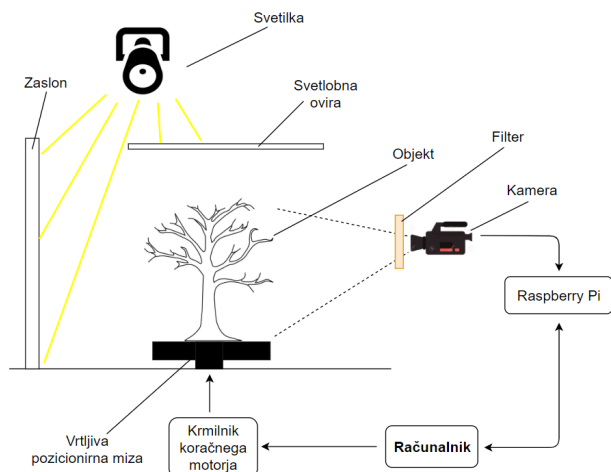 Svetilka
Zaslon
Svetlobna
ovira
Filter
Objekt
Kamera
Raspberry Pi
Vrtljiva
pozicionirna miza
Krmilnik
koračnega
motorja
Računalnik